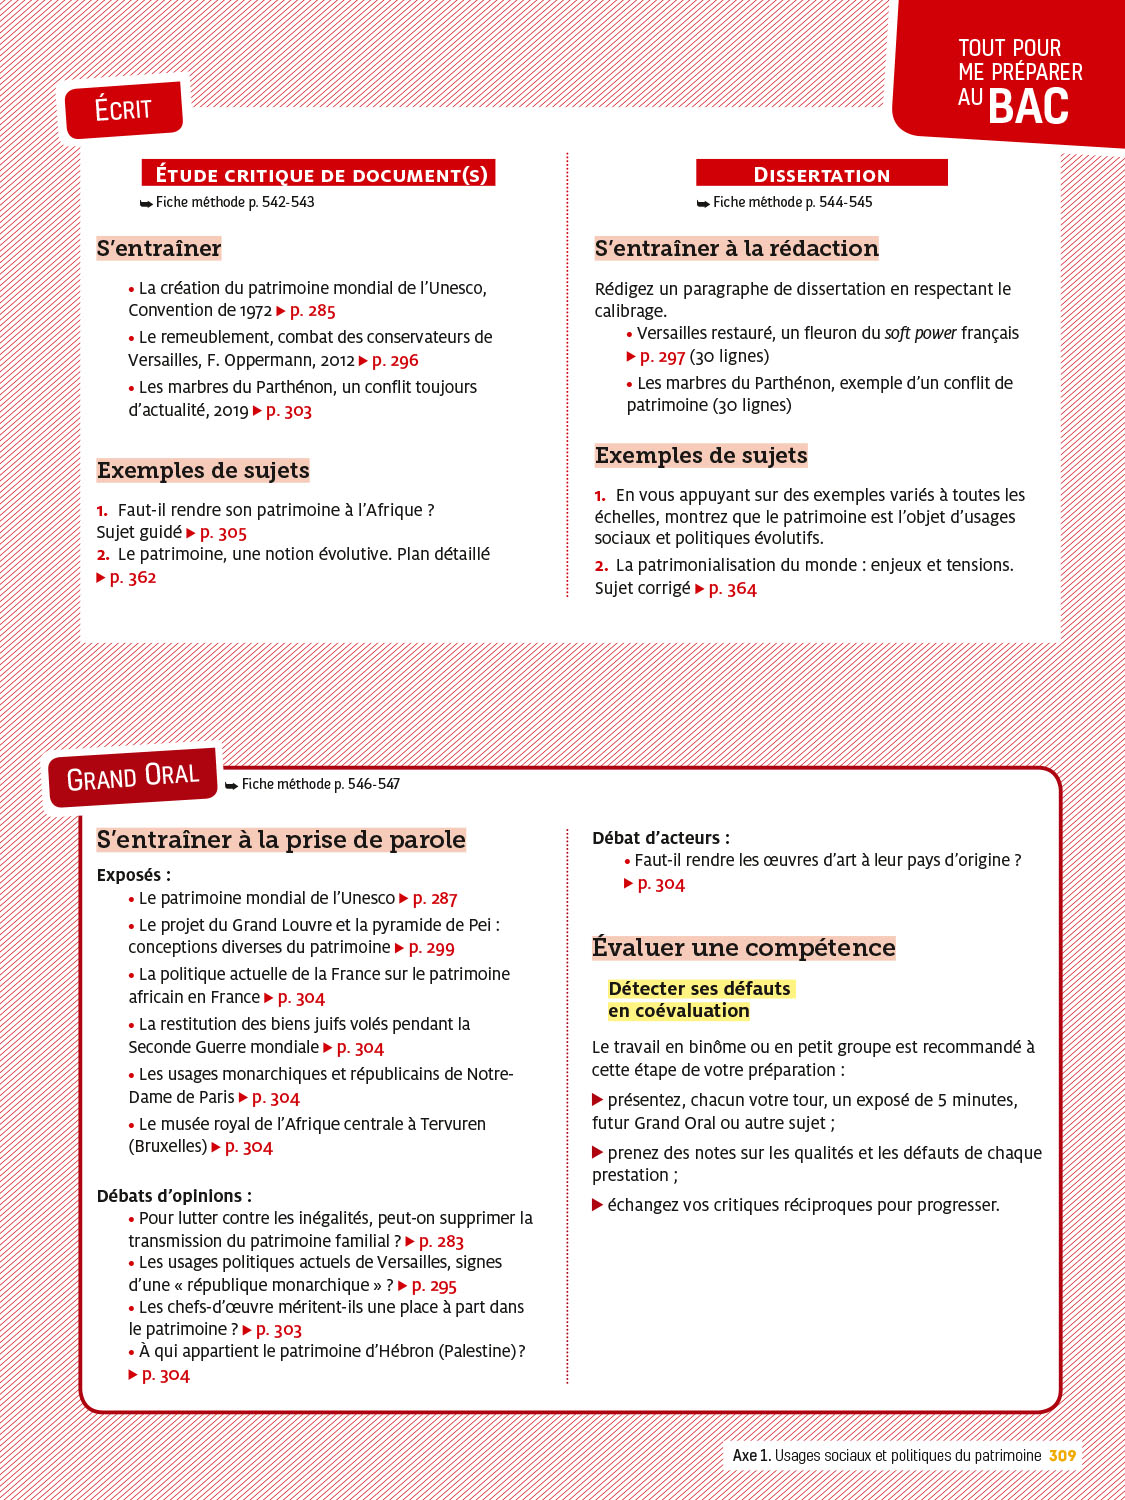 TOUT POUR
ME PRÉPARER
AU BAC
ÉCRIT
ÉTUDE CRITIQUE DE DOCUMENT(S)
➥ Fiche méthode p. 542-543
S'entraîner
• La création du patrimoine mondial de l'Unesco,
Convention de 1972 ▶ p. 285
• Le remeublement, combat des conservateurs de
Versailles, F. Oppermann, 2012 ▶ p. 296
• Les marbres du Parthénon, un conflit toujours
d'actualité, 2019 ▶ p. 303
Exemples de sujets
1. Faut-il rendre son patrimoine à l'Afrique ?
Sujet guidé ▶ p. 305
2. Le patrimoine, une notion évolutive. Plan détaillé
▶ p. 362
DISSERTATION
➥ Fiche méthode p. 544-545
S'entraîner à la rédaction
Rédigez un paragraphe de dissertation en respectant le
calibrage.
• Versailles restauré, un fleuron du soft power français
▶ p. 297 (30 lignes)
• Les marbres du Parthénon, exemple d'un conflit de
patrimoine (30 lignes)
Exemples de sujets
1. En vous appuyant sur des exemples variés à toutes les
échelles, montrez que le patrimoine est l'objet d'usages
sociaux et politiques évolutifs.
2. La patrimonialisation du monde : enjeux et tensions.
Sujet corrigé ▶ p. 364
GRAND ORAL
➥ Fiche méthode p. 546-547
S'entraîner à la prise de parole
Exposés :
• Le patrimoine mondial de l'Unesco ▶ p. 287
• Le projet du Grand Louvre et la pyramide de Pei :
conceptions diverses du patrimoine ▶ p. 299
• La politique actuelle de la France sur le patrimoine
africain en France ▶ p. 304
• La restitution des biens juifs volés pendant la
Seconde Guerre mondiale ▶ p. 304
• Les usages monarchiques et républicains de Notre-
Dame de Paris ▶ p. 304
• Le musée royal de l'Afrique centrale à Tervuren
(Bruxelles) ▶ p. 304
Débats d'opinions :
• Pour lutter contre les inégalités, peut-on supprimer la
transmission du patrimoine familial ? ▶ p. 283
• Les usages politiques actuels de Versailles, signes
d'une « république monarchique » ? ▶ p. 295
• Les chefs-d'œuvre méritent-ils une place à part dans
le patrimoine ? ▶ p. 303
• À qui appartient le patrimoine d'Hébron (Palestine) ?
▶ p. 304
Débat d'acteurs :
• Faut-il rendre les œuvres d'art à leur pays d'origine ?
▶ p. 304
Évaluer une compétence
Détecter ses défauts
en coévaluation
Le travail en binôme ou en petit groupe est recommandé à
cette étape de votre préparation :
▶ présentez, chacun votre tour, un exposé de 5 minutes,
futur Grand Oral ou autre sujet ;
▶ prenez des notes sur les qualités et les défauts de chaque
prestation ;
▶ échangez vos critiques réciproques pour progresser.
Axe 1. Usages sociaux et politiques du patrimoine 309